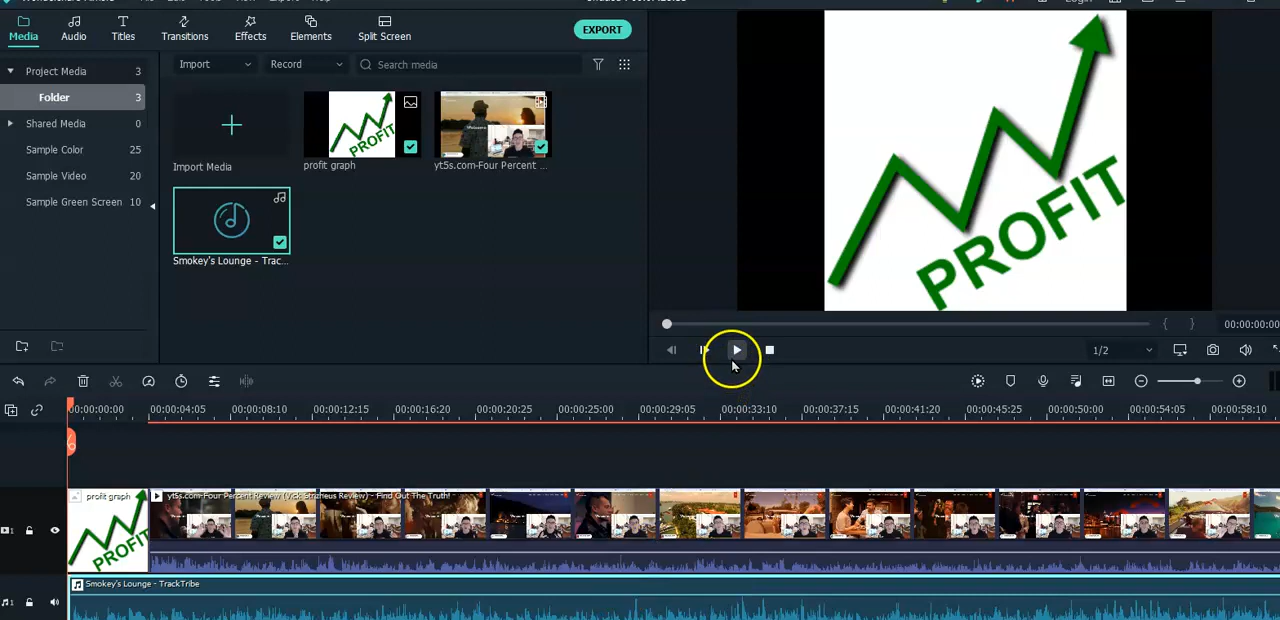 Media Audio Titles Transitions Effects Elements Split Screen EXPORT
Import Record Search media
Project Media 3
Folder 3
Shared Media 0
Sample Color 25
Sample Video 20
Sample Green Screen 10
Import Media
profit graph
yt5s.com-Four Percent ...
Smokey's Lounge - Trac...
PROFIT
PROFIT
1/2
00:00:00:00 00:00:04:05 00:00:08:10 00:00:12:15 00:00:16:20 00:00:20:25 00:00:25:00 00:00:29:05 00:00:33:10 00:00:37:15 00:00:41:20 00:00:45:25 00:00:50:00 00:00:54:05 00:00:58:10
profit graph
yt5s.com-Four Percent Review (Vick Strizheus Review) - Find Out The Truth!
PROFIT
1
Smokey's Lounge - TrackTribe
1